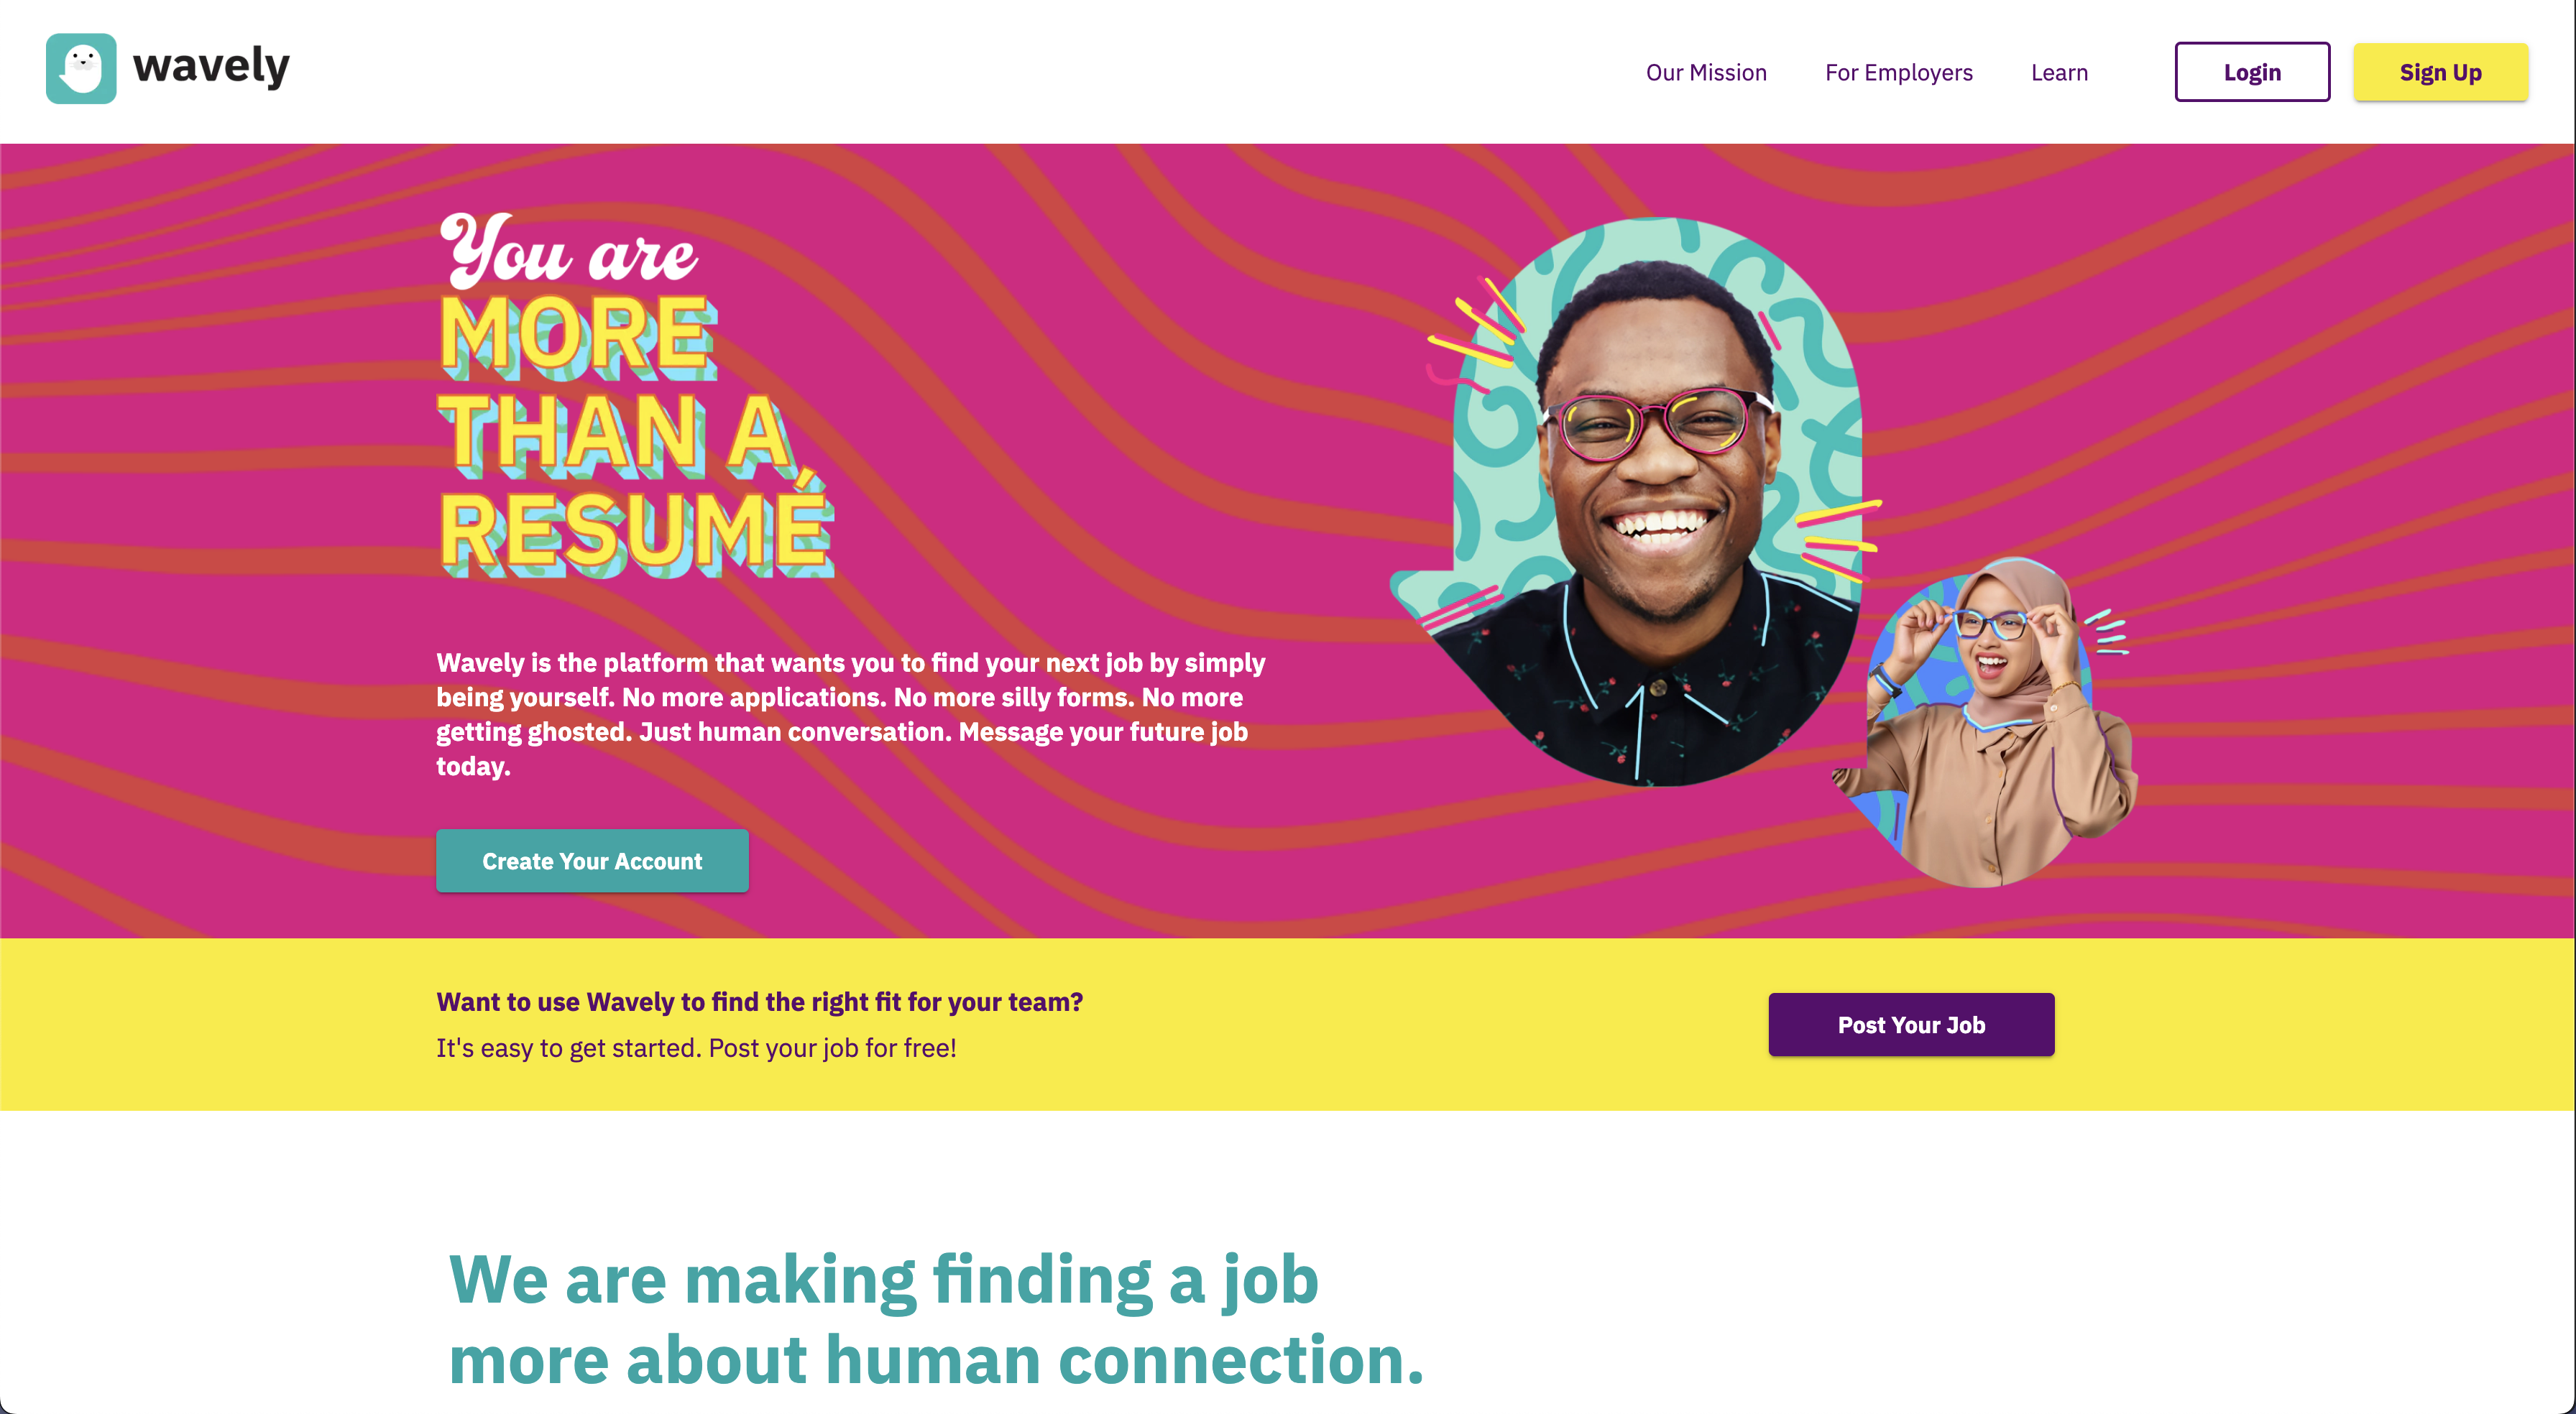 wavely
Our Mission
For Employers
Learn
Login
Sign Up
You are
MORE
THAN A
RESUMÉ
Wavely is the platform that wants you to find your next job by simply
being yourself. No more applications. No more silly forms. No more
getting ghosted. Just human conversation. Message your future job
today.
Create Your Account
Want to use Wavely to find the right fit for your team?
It's easy to get started. Post your job for free!
Post Your Job
We are making finding a job
more about human connection.